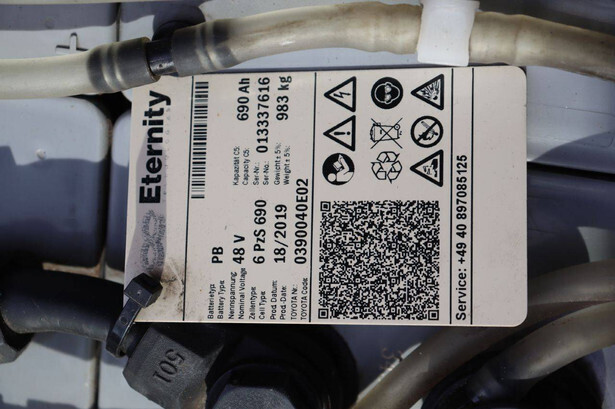 Eternity
Batterietyp:
Battery Type:
PB
Nennspannung:
Nominal Voltage:
48 V
Kapazität C5:
Capacity C5:
690 Ah
Zellentype:
Cell Type:
6 PzS 690
Ser-Nr.:
Ser-No.:
013337616
Prod. Datum:
Prod.-Date:
18/2019
Gewicht ± 5%:
Weight ± 5%:
983 kg
TOYOTA Nr.:
TOYOTA Code:
0390040E02
Pb
Service: +49 40 897085125
501
+